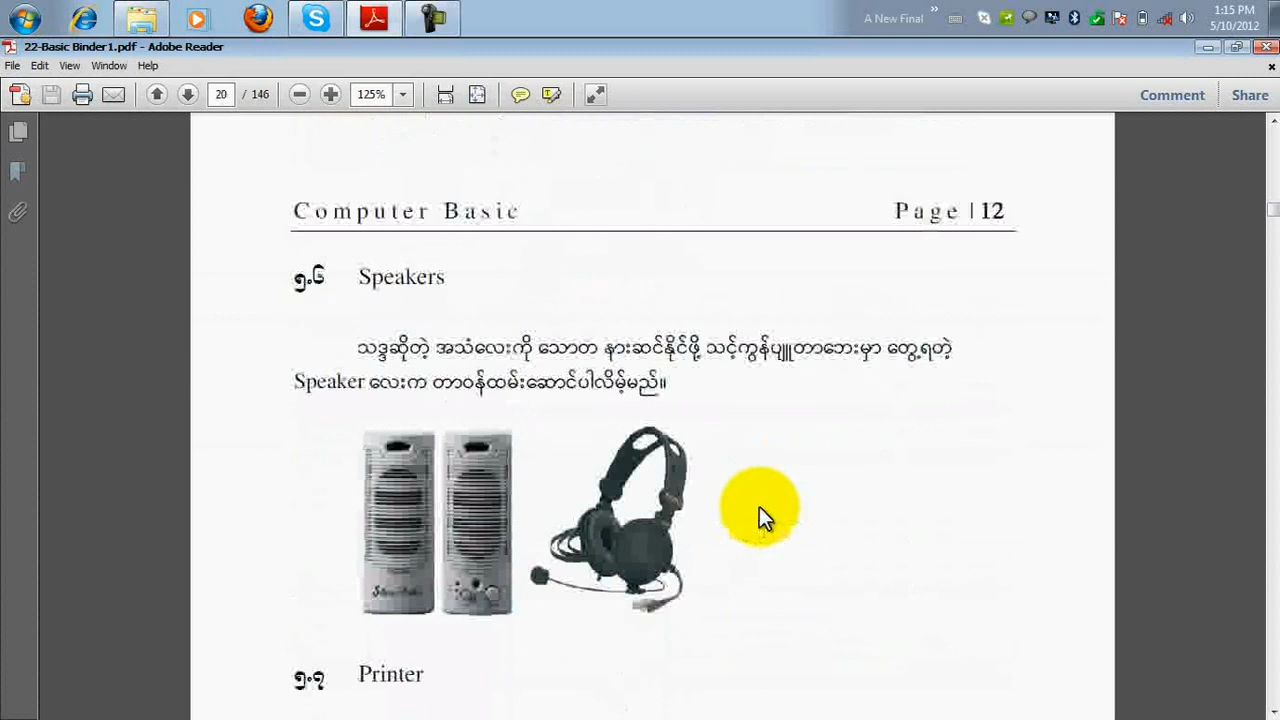 A New Final
»
1:15 PM
5/10/2012
22-Basic Binder1.pdf - Adobe Reader
File Edit View Window Help
20 / 146
125%
Comment Share
Computer Basic Page | 12
၅.၆ Speakers
သဒ္ဒဆိုတဲ့ အသံလေးကို သောတ နားဆင်နိုင်ဖို့ သင့်ကွန်ပျူတာဘေးမှာ တွေ့ရတဲ့
Speaker လေးက တာဝန်ထမ်းဆောင်ပါလိမ့်မည်။
၅.၇ Printer